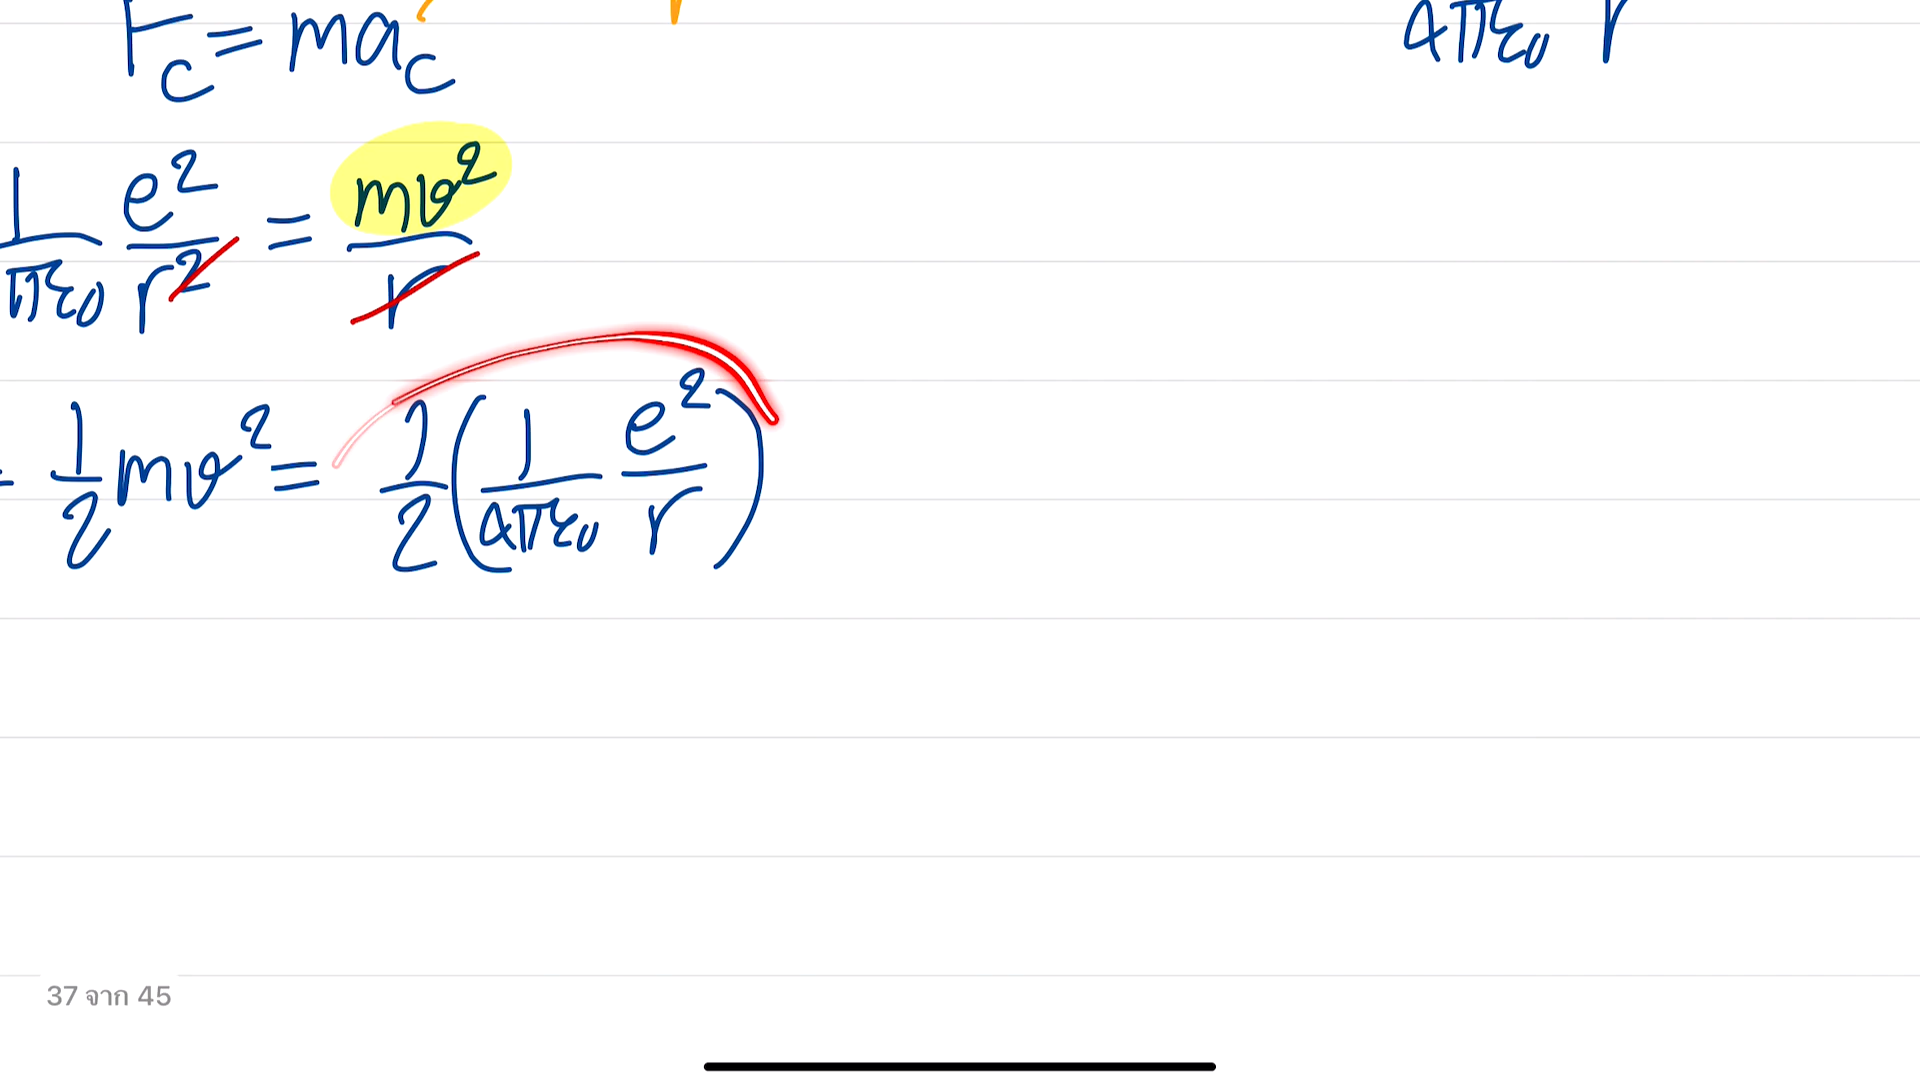 F_c = ma_c
4πε₀ r
1/πε₀ e²/r² = mv²/r
1/2 mv² = 1/2 (1/4πε₀ e²/r)
37 จาก 45